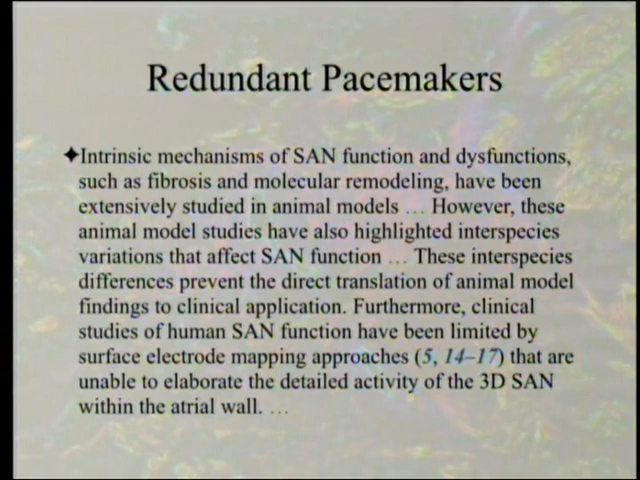 Redundant Pacemakers
✦Intrinsic mechanisms of SAN function and dysfunctions,
such as fibrosis and molecular remodeling, have been
extensively studied in animal models … However, these
animal model studies have also highlighted interspecies
variations that affect SAN function … These interspecies
differences prevent the direct translation of animal model
findings to clinical application. Furthermore, clinical
studies of human SAN function have been limited by
surface electrode mapping approaches (5, 14–17) that are
unable to elaborate the detailed activity of the 3D SAN
within the atrial wall. …